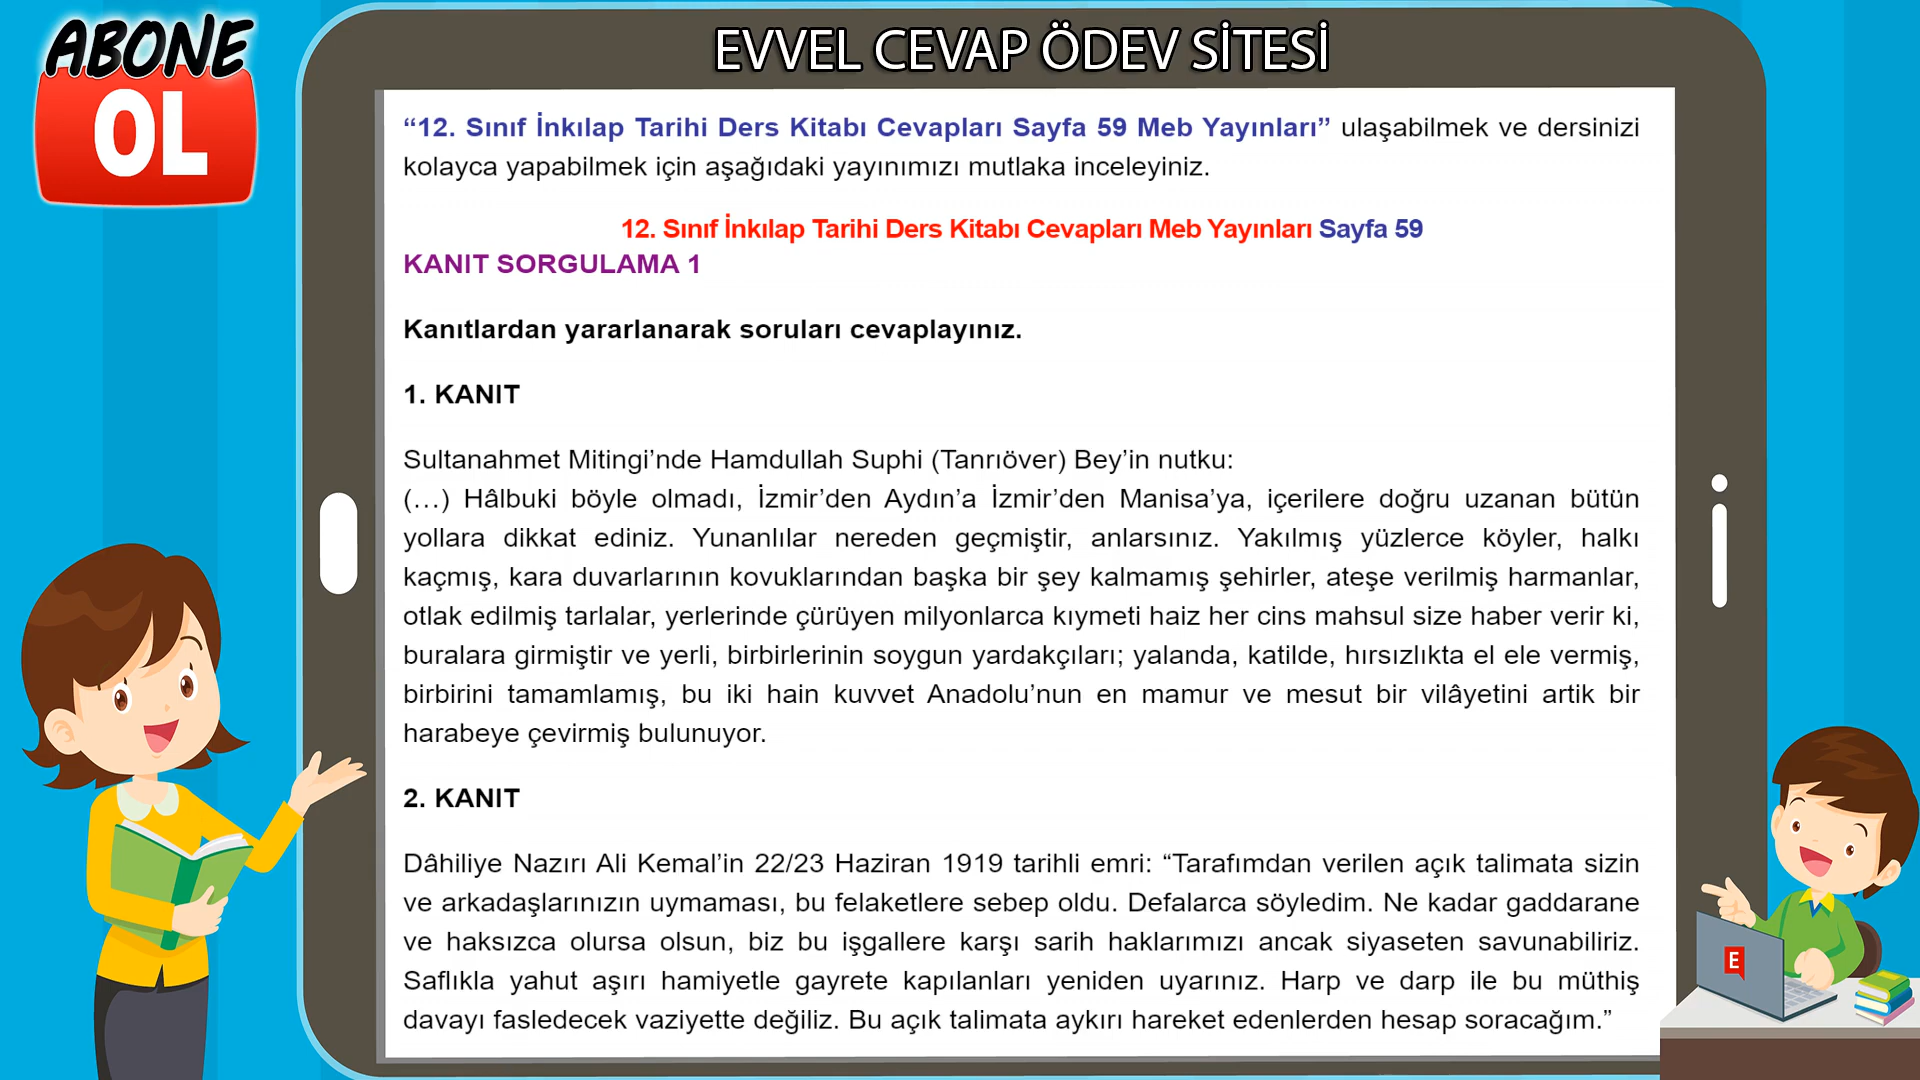 ABONE
OL
EVVEL CEVAP ÖDEV SİTESİ
“12. Sınıf İnkılap Tarihi Ders Kitabı Cevapları Sayfa 59 Meb Yayınları” ulaşabilmek ve dersinizi
kolayca yapabilmek için aşağıdaki yayınımızı mutlaka inceleyiniz.
12. Sınıf İnkılap Tarihi Ders Kitabı Cevapları Meb Yayınları Sayfa 59
KANIT SORGULAMA 1
Kanıtlardan yararlanarak soruları cevaplayınız.
1. KANIT
Sultanahmet Mitingi’nde Hamdullah Suphi (Tanrıöver) Bey’in nutku:
(…) Hâlbuki böyle olmadı, İzmir’den Aydın’a İzmir’den Manisa’ya, içerilere doğru uzanan bütün
yollara dikkat ediniz. Yunanlılar nereden geçmiştir, anlarsınız. Yakılmış yüzlerce köyler, halkı
kaçmış, kara duvarlarının kovuklarından başka bir şey kalmamış şehirler, ateşe verilmiş harmanlar,
otlak edilmiş tarlalar, yerlerinde çürüyen milyonlarca kıymeti haiz her cins mahsul size haber verir ki,
buralara girmiştir ve yerli, birbirlerinin soygun yardakçıları; yalanda, katilde, hırsızlıkta el ele vermiş,
birbirini tamamlamış, bu iki hain kuvvet Anadolu’nun en mamur ve mesut bir vilâyetini artik bir
harabeye çevirmiş bulunuyor.
2. KANIT
Dâhiliye Nazırı Ali Kemal’in 22/23 Haziran 1919 tarihli emri: “Tarafımdan verilen açık talimata sizin
ve arkadaşlarınızın uymaması, bu felaketlere sebep oldu. Defalarca söyledim. Ne kadar gaddarane
ve haksızca olursa olsun, biz bu işgallere karşı sarih haklarımızı ancak siyaseten savunabiliriz.
Saflıkla yahut aşırı hamiyetle gayrete kapılanları yeniden uyarınız. Harp ve darp ile bu müthiş
davayı fasledecek vaziyette değiliz. Bu açık talimata aykırı hareket edenlerden hesap soracağım.”
E